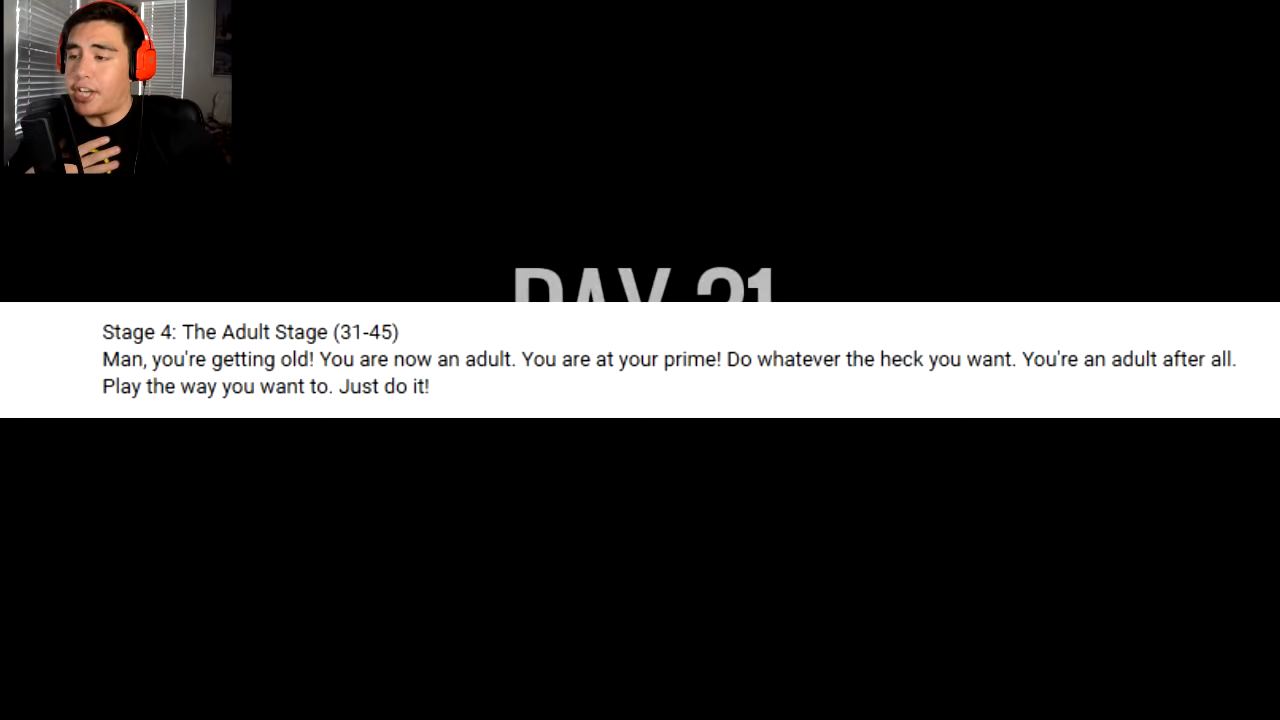 DAY 31
Stage 4: The Adult Stage (31-45)
Man, you're getting old! You are now an adult. You are at your prime! Do whatever the heck you want. You're an adult after all.
Play the way you want to. Just do it!